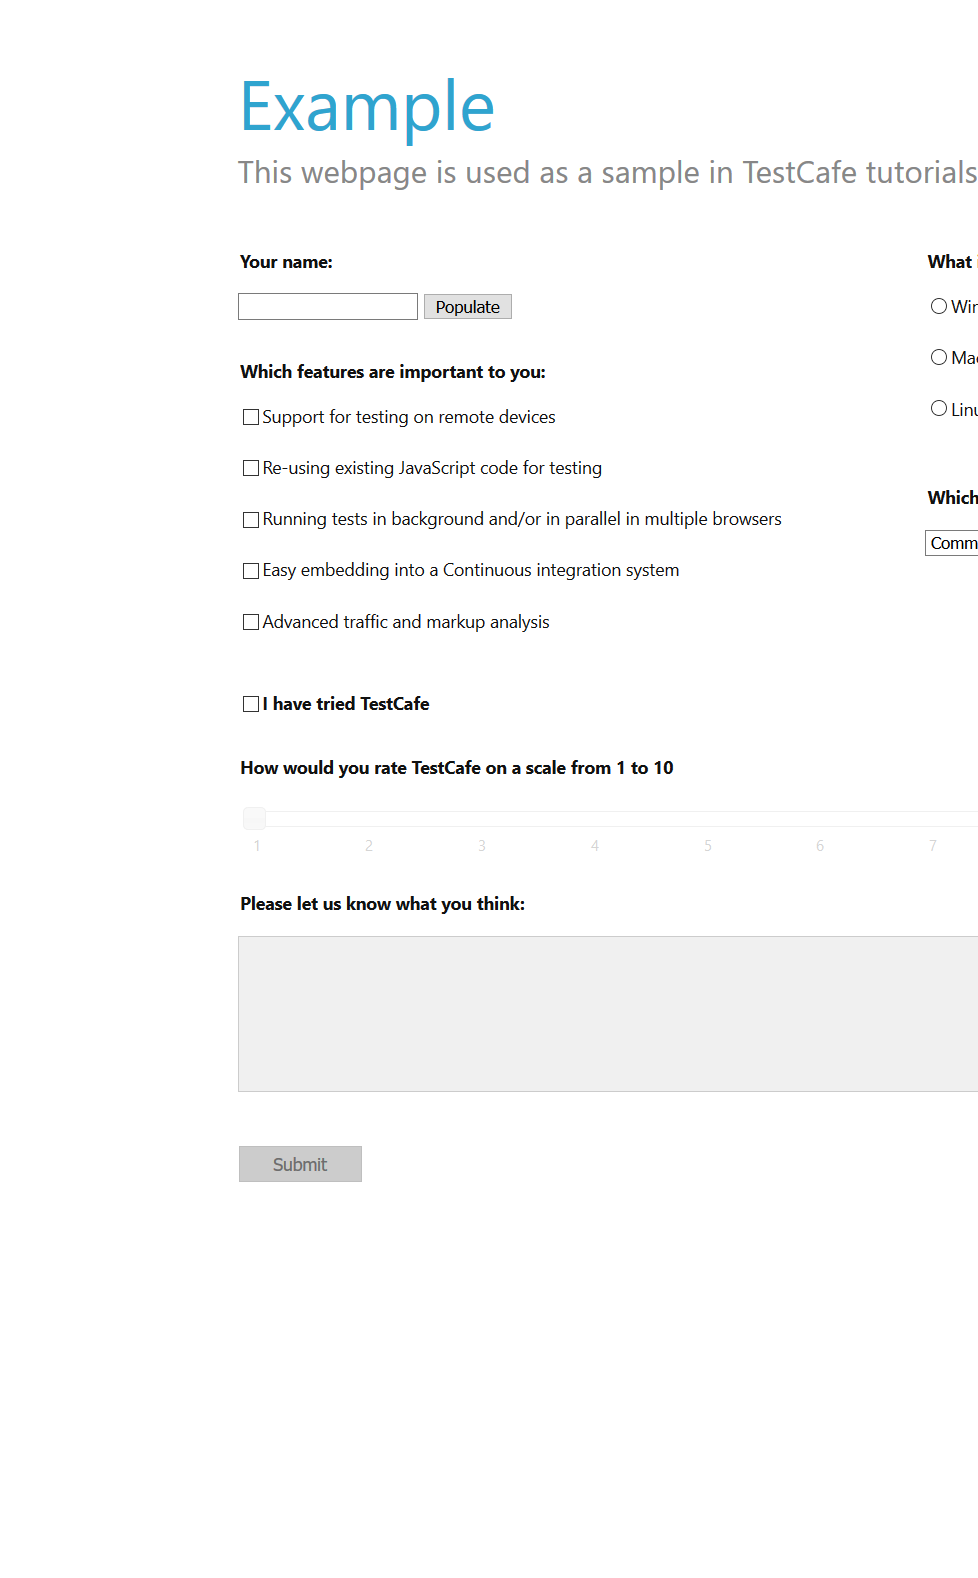 Example
This webpage is used as a sample in TestCafe tutorials
Your name:
Populate
Which features are important to you:
Support for testing on remote devices
Re-using existing JavaScript code for testing
Running tests in background and/or in parallel in multiple browsers
Easy embedding into a Continuous integration system
Advanced traffic and markup analysis
What
Which
I have tried TestCafe
How would you rate TestCafe on a scale from 1 to 10
1 2 3 4 5 6 7
Please let us know what you think:
Submit